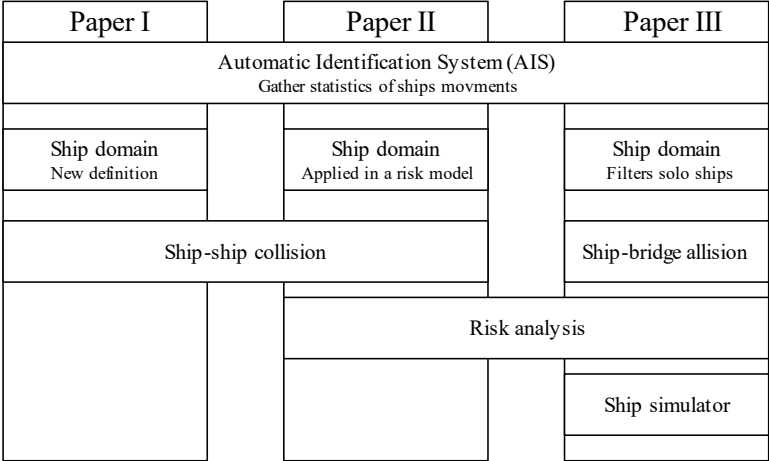 Paper I
Paper II
Paper III
Automatic Identification System (AIS)
Gather statistics of ships movments
Ship domain
New definition
Ship domain
Applied in a risk model
Ship domain
Filters solo ships
Ship-ship collision
Ship-bridge allision
Risk analysis
Ship simulator